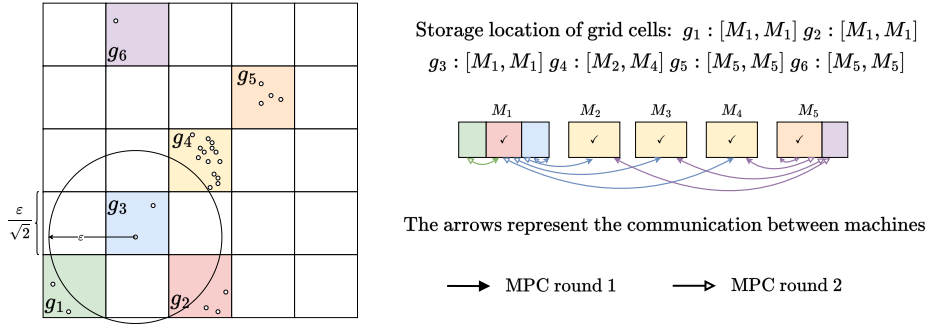 g₆
g₅
g₄
g₃
ε/√2
ε
g₁
g₂
Storage location of grid cells: g₁ : [M₁, M₁] g₂ : [M₁, M₁]
g₃ : [M₁, M₁] g₄ : [M₂, M₄] g₅ : [M₅, M₅] g₆ : [M₅, M₅]
M₁ M₂ M₃ M₄ M₅
✓ ✓ ✓ ✓ ✓
The arrows represent the communication between machines
MPC round 1 MPC round 2